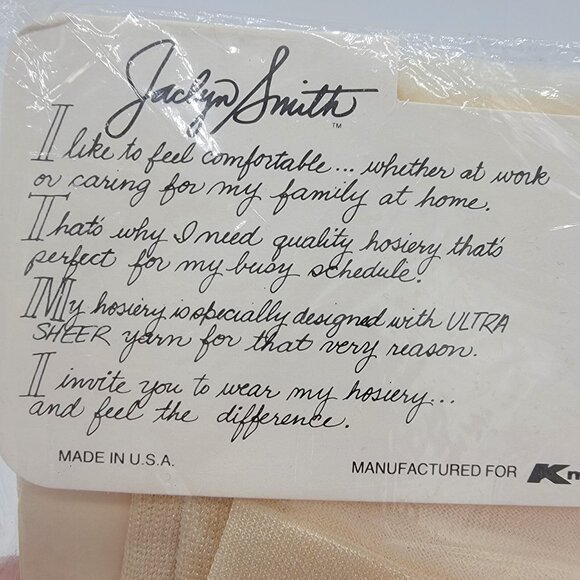 Jaclyn Smith™
I like to feel comfortable... whether at work
or caring for my family at home.
That's why I need quality hosiery that's
perfect for my busy schedule.
My hosiery is specially designed with ULTRA
SHEER yarn for that very reason.
I invite you to wear my hosiery...
and feel the difference.
MADE IN U.S.A.
MANUFACTURED FOR Km